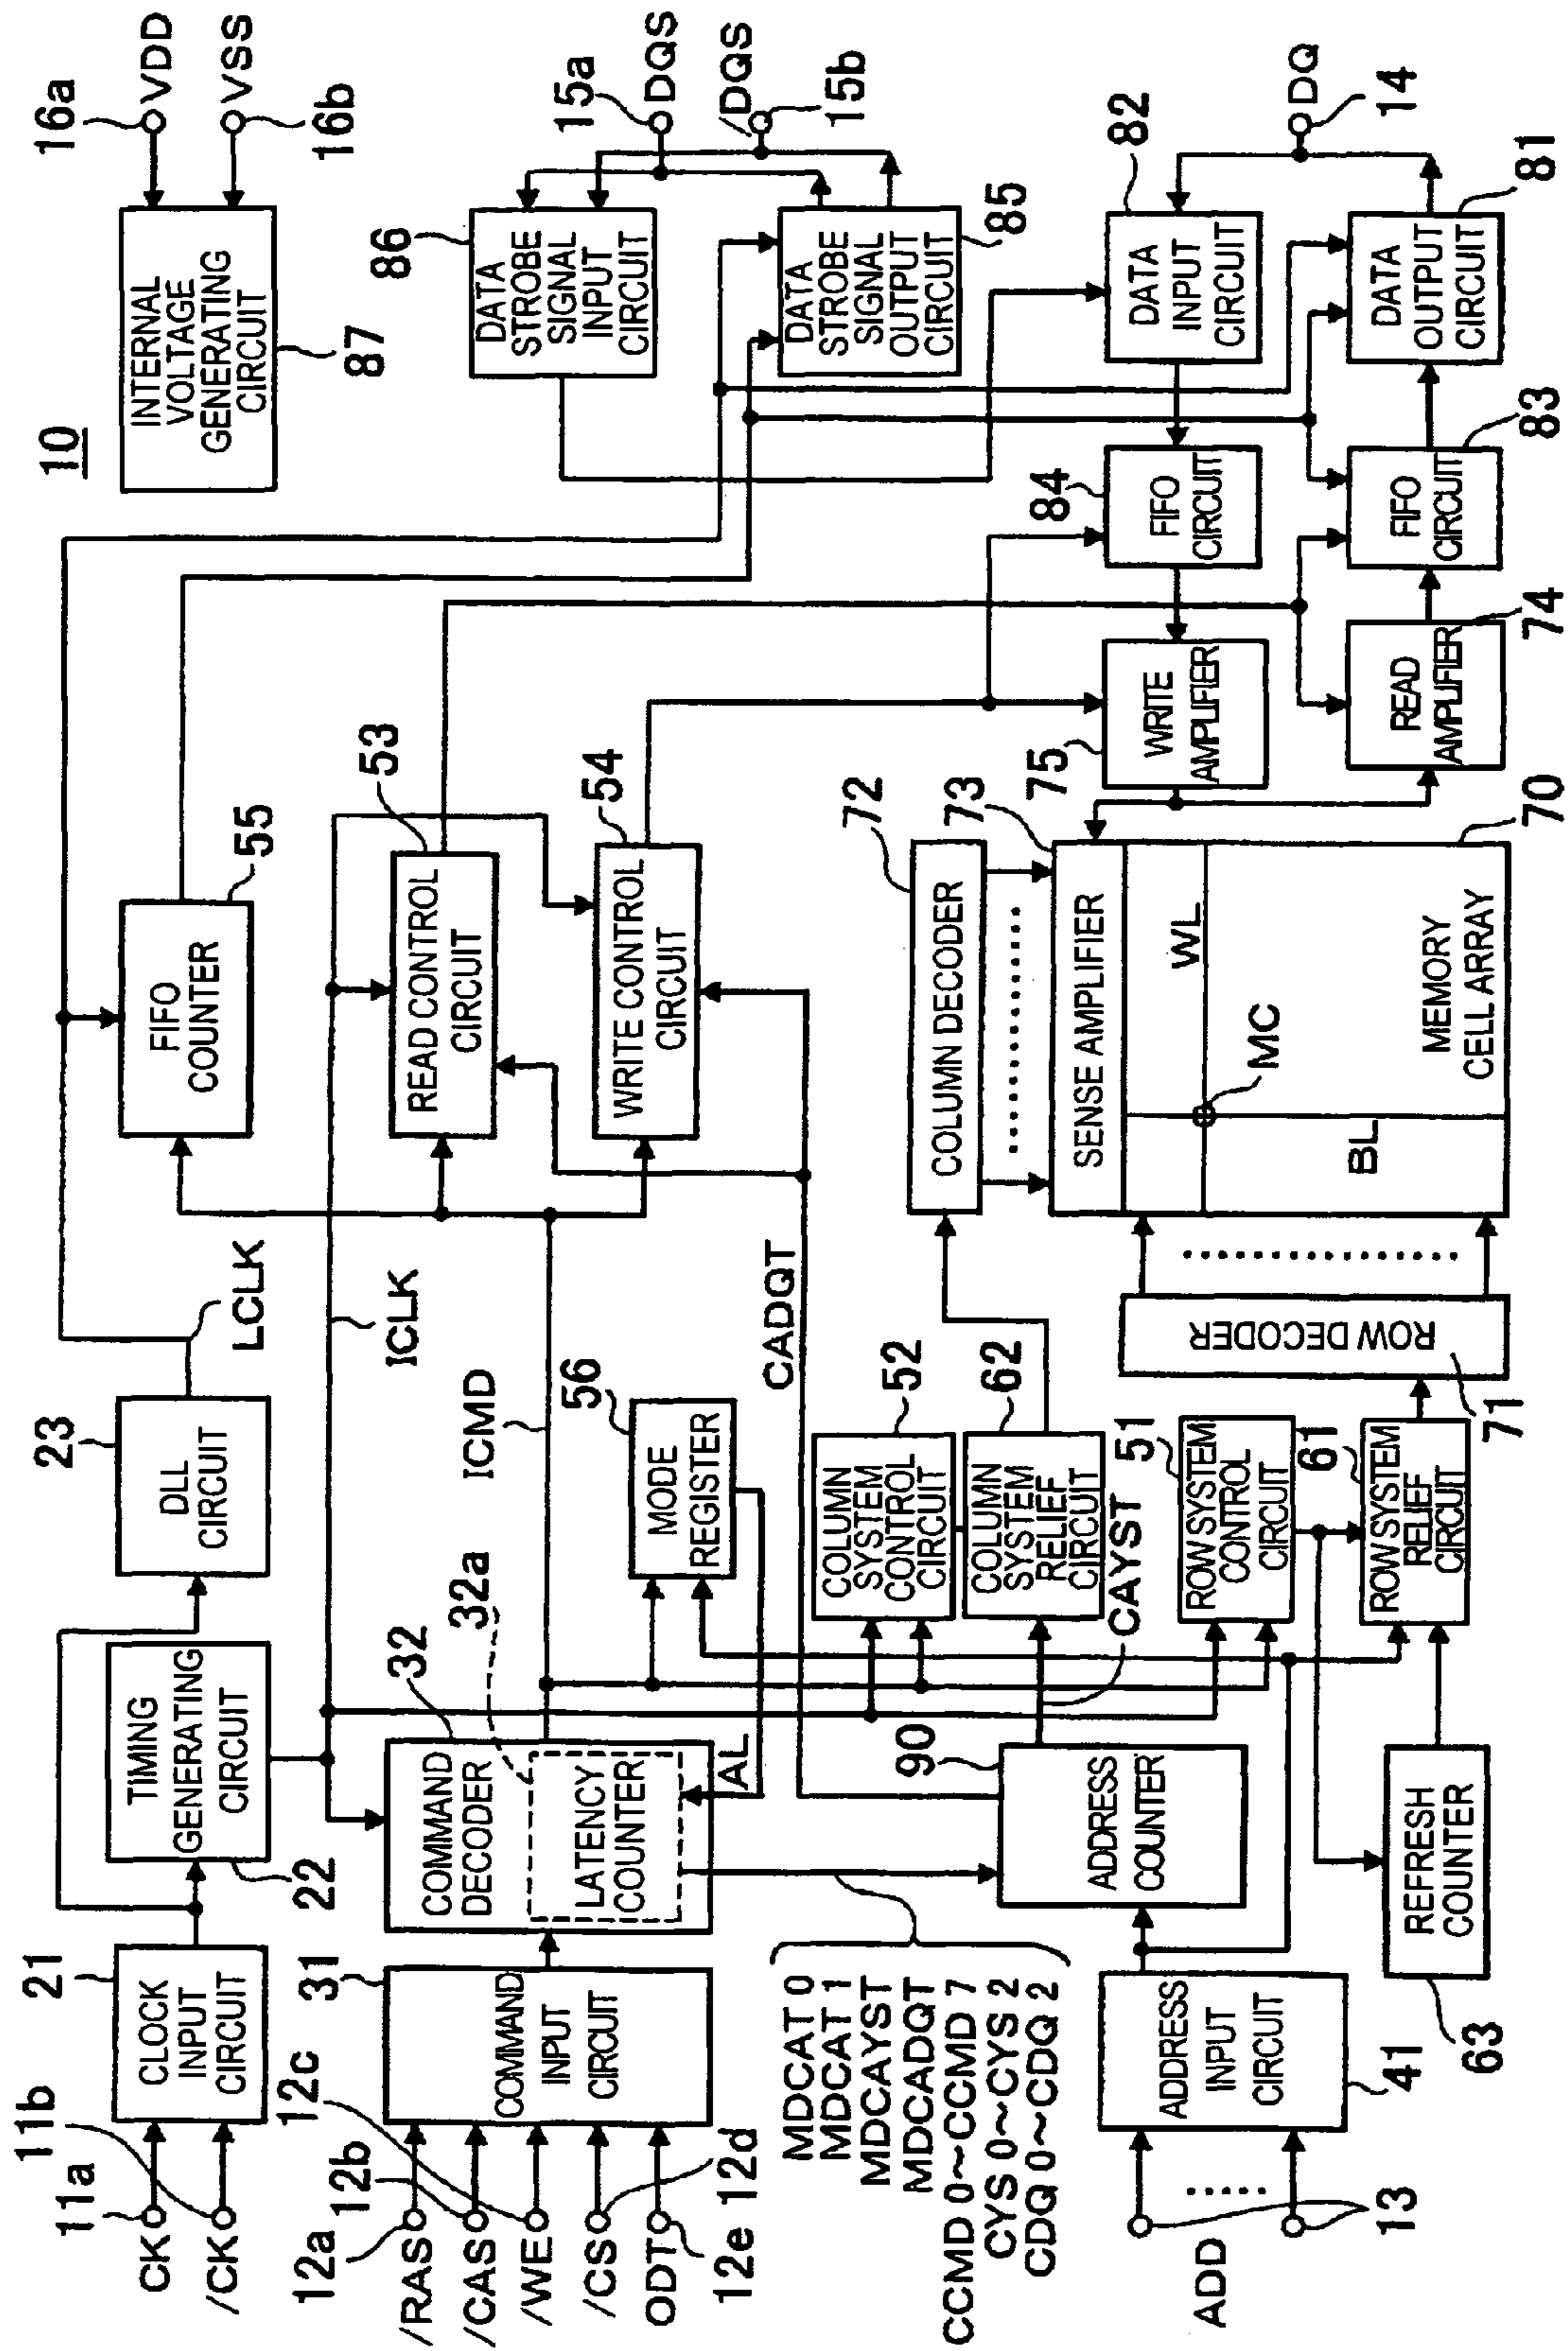 10
11a
CK
11b
/CK
21
CLOCK
INPUT
CIRCUIT
22
TIMING
GENERATING
CIRCUIT
23
DLL
CIRCUIT
LCLK
ICLK
FIFO
COUNTER
55
INTERNAL
VOLTAGE
GENERATING
CIRCUIT
87
16a
VDD
VSS
16b
12a
/RAS
12b
/CAS
12c
/WE
/CS
12d
ODT
12e
31
COMMAND
INPUT
CIRCUIT
32
COMMAND
DECODER
32a
LATENCY
COUNTER
AL
ICMD
56
MODE
REGISTER
READ CONTROL
CIRCUIT
53
WRITE CONTROL
CIRCUIT
54
CADQT
86
DATA
STROBE
SIGNAL
INPUT
CIRCUIT
15a
DQS
/DQS
15b
DATA
STROBE
SIGNAL
OUTPUT
CIRCUIT
85
MDCAT 0
MDCAT 1
MDCAYST
MDCADQT
CCMD 0~CCMD 7
CYS 0~CYS 2
CDQ 0~CDQ 2
90
ADDRESS
COUNTER
COLUMN
SYSTEM
CONTROL
CIRCUIT
52
COLUMN
SYSTEM
RELIEF
CIRCUIT
62
CAYST
72
COLUMN DECODER
73
SENSE AMPLIFIER
WL
MC
BL
MEMORY
CELL ARRAY
70
75
WRITE
AMPLIFIER
84
FIFO
CIRCUIT
82
DATA
INPUT
CIRCUIT
DQ
14
ADD
13
ADDRESS
INPUT
CIRCUIT
41
63
REFRESH
COUNTER
51
ROW SYSTEM
CONTROL
CIRCUIT
61
ROW SYSTEM
RELIEF
CIRCUIT
71
ROW DECODER
READ
AMPLIFIER
74
FIFO
CIRCUIT
83
DATA
OUTPUT
CIRCUIT
81